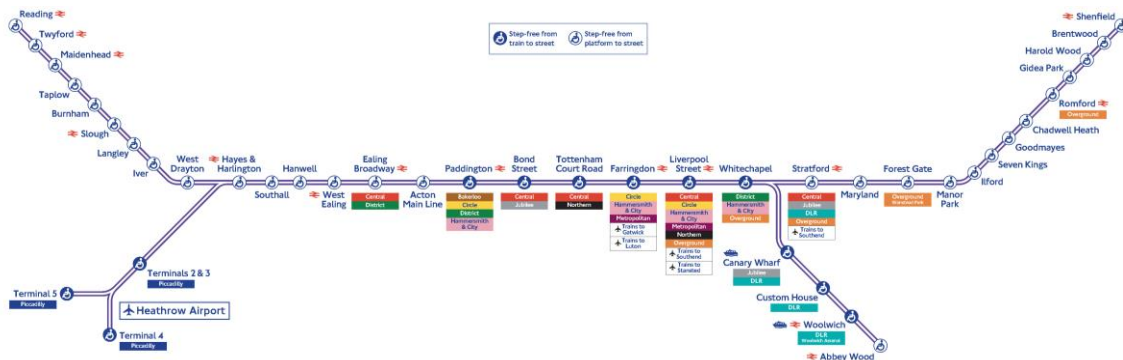 Reading
Twyford
Maidenhead
Taplow
Burnham
Slough
Langley
Iver
West
Drayton
Hayes &
Harlington
Southall
Hanwell
West
Ealing
Ealing
Broadway
Central
District
Acton
Main Line
Paddington
Bakerloo
Circle
District
Hammersmith
& City
Bond
Street
Central
Jubilee
Tottenham
Court Road
Central
Northern
Farringdon
Circle
Hammersmith
& City
Metropolitan
Trains to
Gatwick
Trains to
Luton
Liverpool
Street
Central
Circle
Hammersmith
& City
Metropolitan
Northern
Overground
Trains to
Southend
Trains to
Stansted
Whitechapel
District
Hammersmith
& City
Overground
Stratford
Central
Jubilee
DLR
Overground
Trains to
Southend
Maryland
Forest Gate
Overground
Wanstead Park
Manor
Park
Ilford
Seven Kings
Goodmayes
Chadwell Heath
Romford
Overground
Gidea Park
Harold Wood
Brentwood
Shenfield
Step-free from
train to street
Step-free from
platform to street
Terminals 2 & 3
Piccadilly
Terminal 5
Piccadilly
Heathrow Airport
Terminal 4
Piccadilly
Canary Wharf
Jubilee
DLR
Custom House
DLR
Woolwich
DLR
Woolwich Arsenal
Abbey Wood